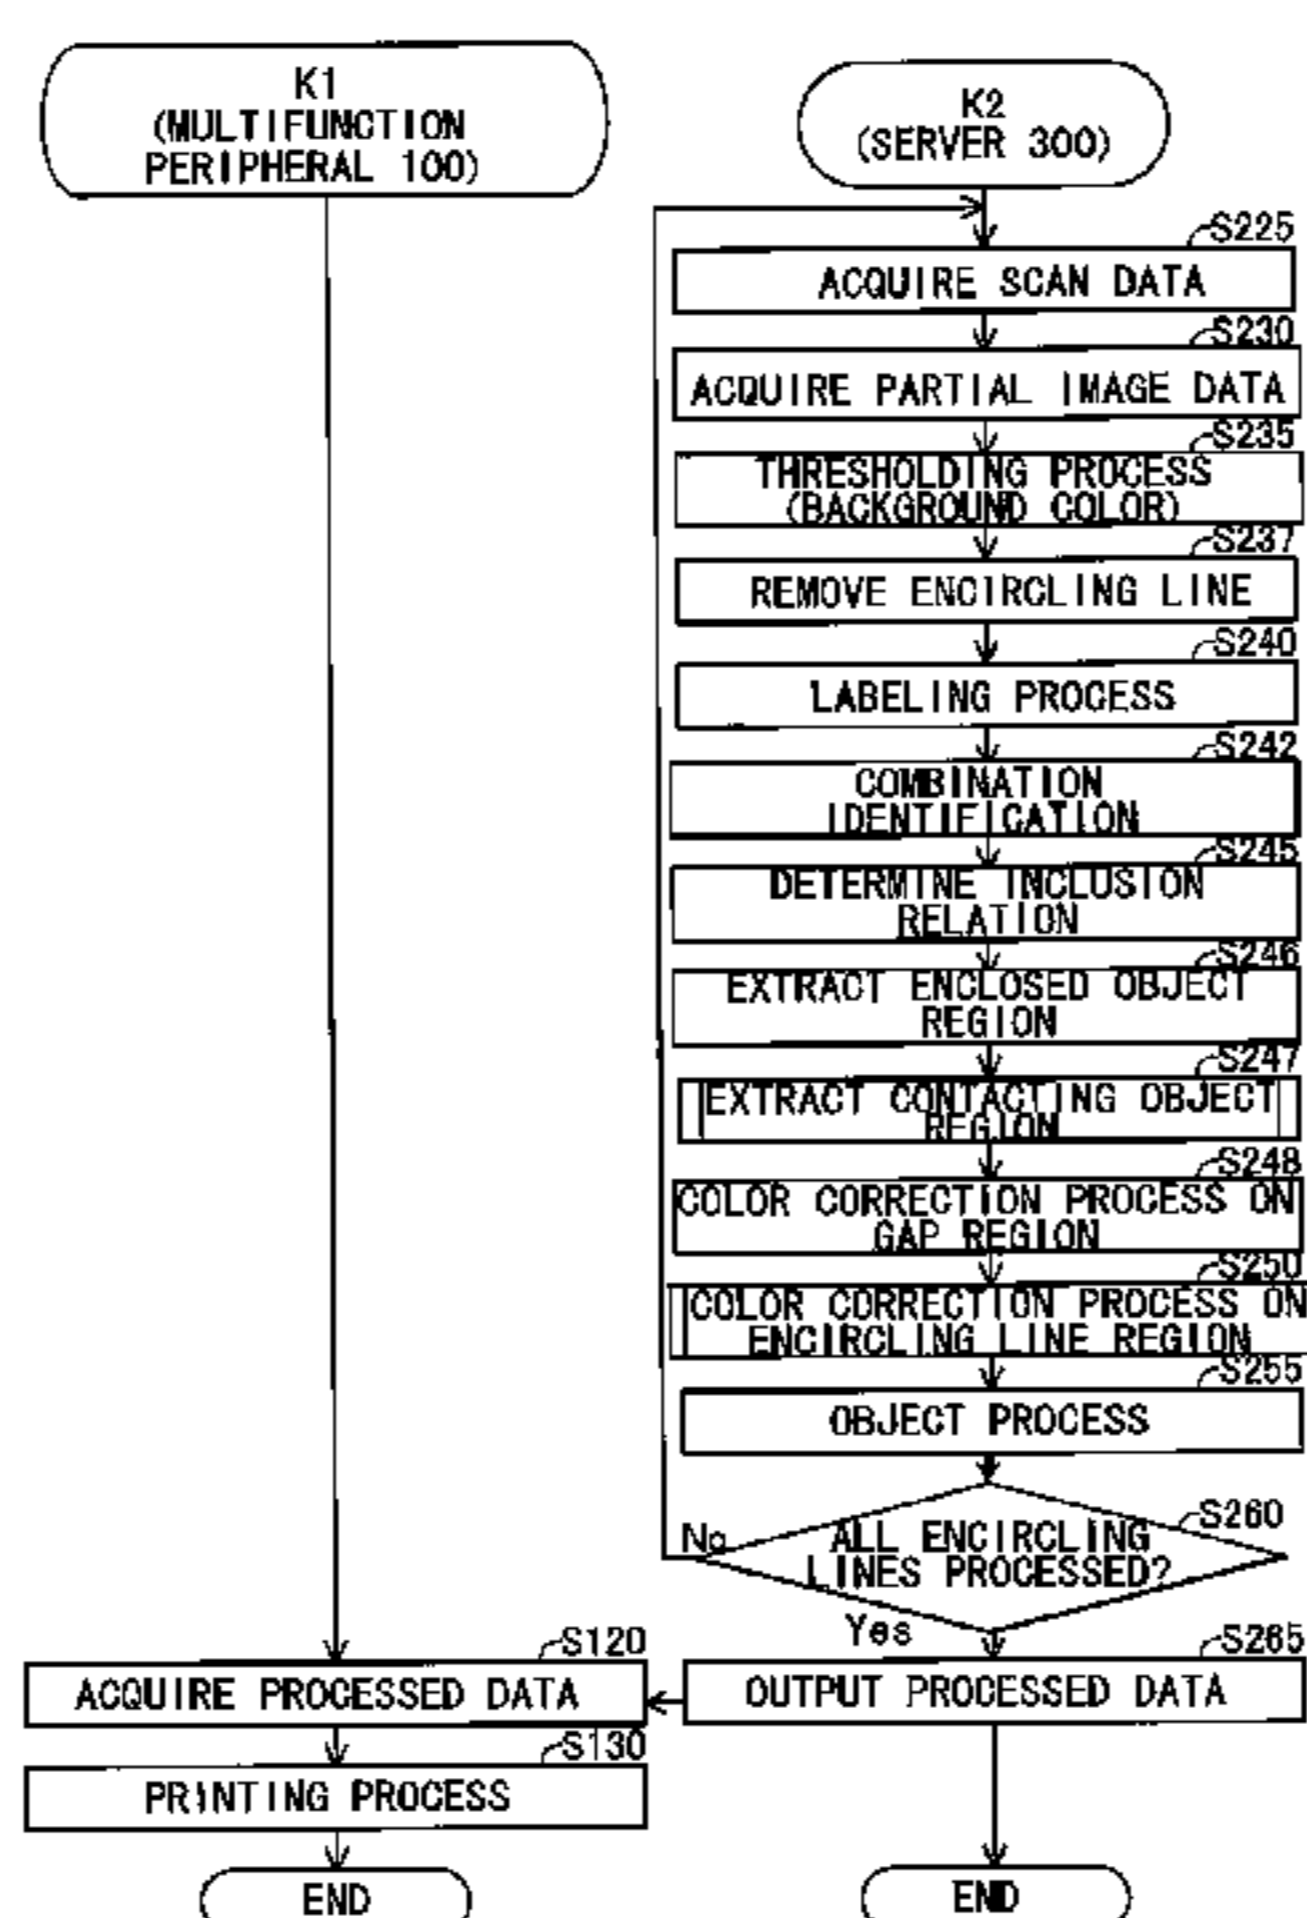 K1
(MULTIFUNCTION
PERIPHERAL 100)
K2
(SERVER 300)
S225
ACQUIRE SCAN DATA
S230
ACQUIRE PARTIAL IMAGE DATA
S235
THRESHOLDING PROCESS
(BACKGROUND COLOR)
S237
REMOVE ENCIRCLING LINE
S240
LABELING PROCESS
S242
COMBINATION
IDENTIFICATION
S245
DETERMINE INCLUSION
RELATION
S246
EXTRACT ENCLOSED OBJECT
REGION
S247
EXTRACT CONTACTING OBJECT
REGION
S248
COLOR CORRECTION PROCESS ON
GAP REGION
S250
COLOR CORRECTION PROCESS ON
ENCIRCLING LINE REGION
S255
OBJECT PROCESS
S260
No
ALL ENCIRCLING
LINES PROCESSED?
Yes
S120
ACQUIRE PROCESSED DATA
S265
OUTPUT PROCESSED DATA
S130
PRINTING PROCESS
END
END